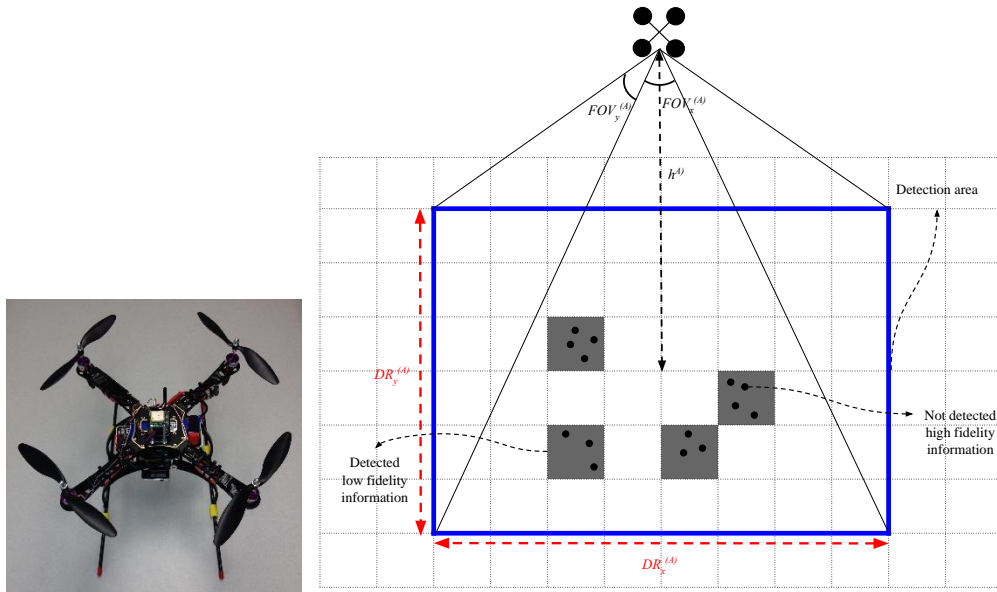 FOV_y^(A)
FOV_x^(A)
h^A)
Detection area
DR_y^(A)
Not detected
high fidelity
information
Detected
low fidelity
information
DR_x^(A)